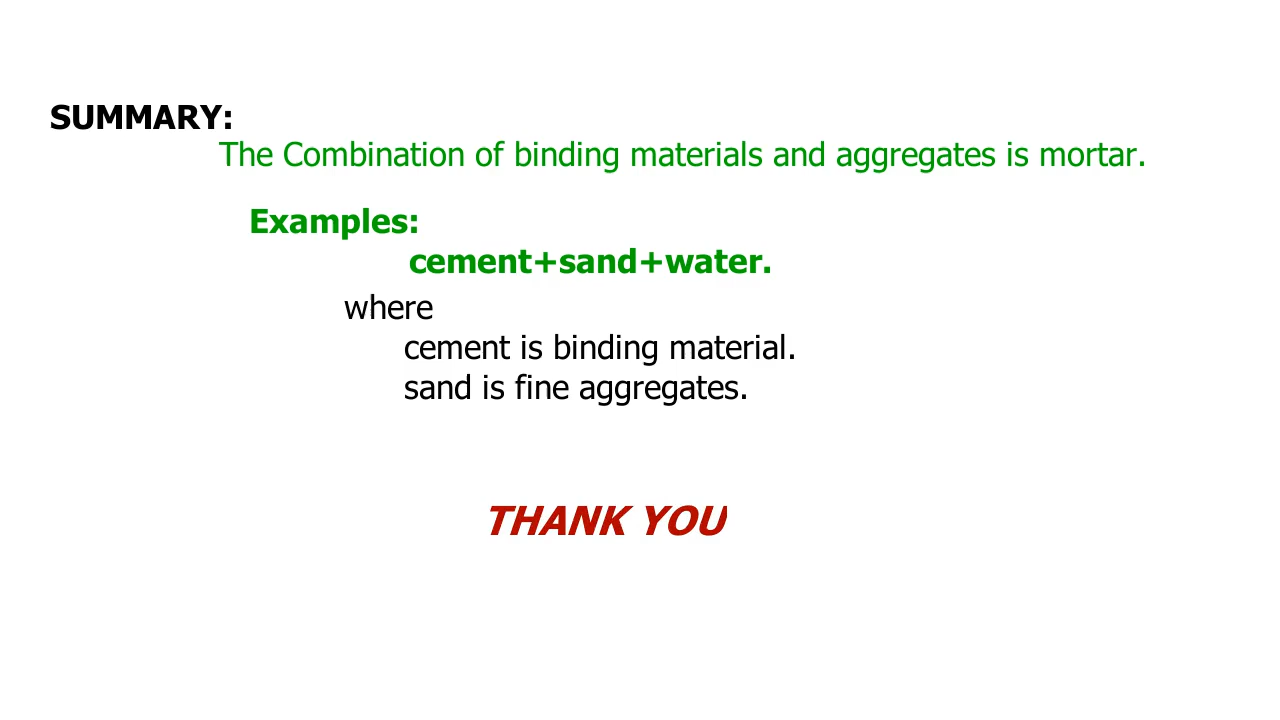 SUMMARY:
The Combination of binding materials and aggregates is mortar.
Examples:
cement+sand+water.
where
cement is binding material.
sand is fine aggregates.
THANK YOU